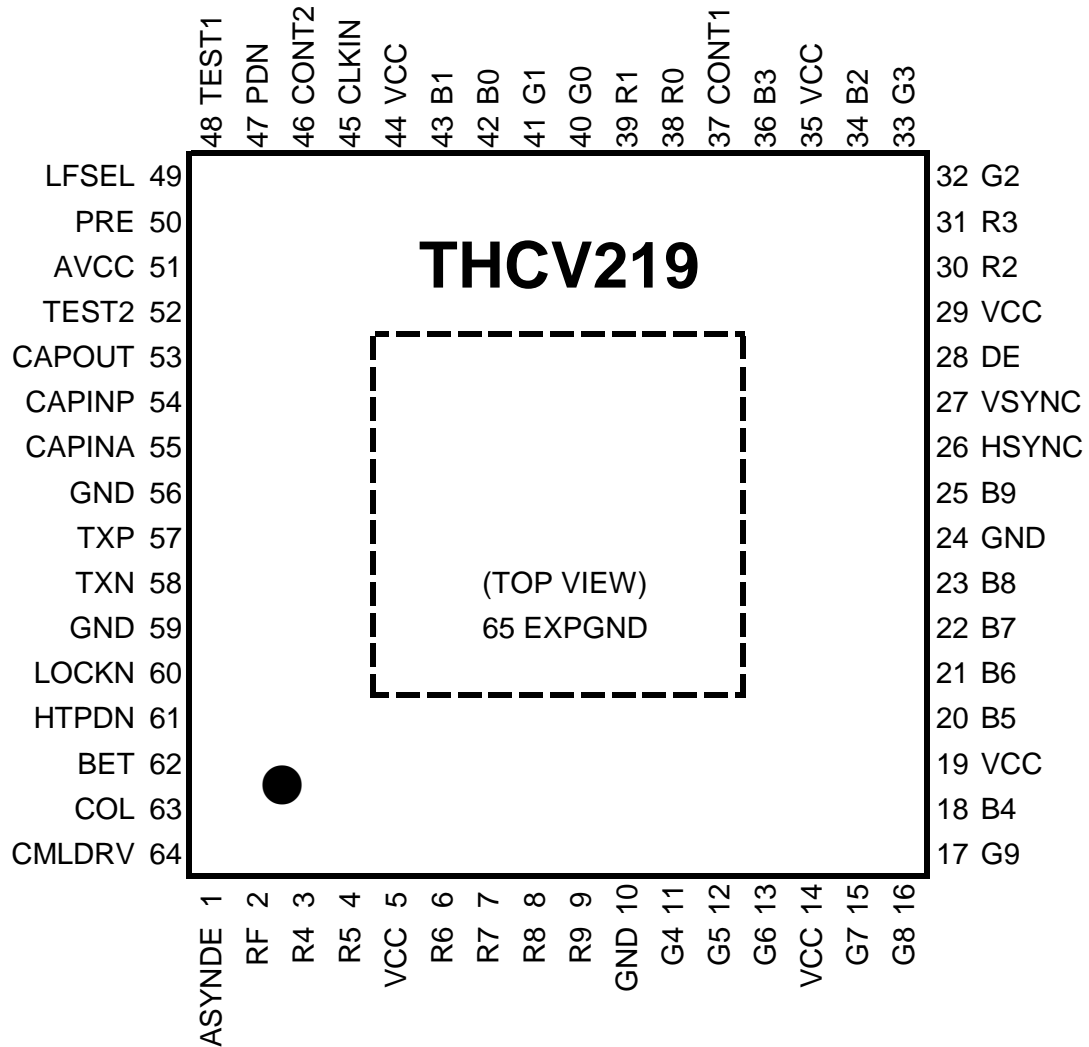 48 TEST1
47 PDN
46 CONT2
45 CLKIN
44 VCC
43 B1
42 B0
41 G1
40 G0
39 R1
38 R0
37 CONT1
36 B3
35 VCC
34 B2
33 G3
LFSEL 49
PRE 50
AVCC 51
TEST2 52
CAPOUT 53
CAPINP 54
CAPINA 55
GND 56
TXP 57
TXN 58
GND 59
LOCKN 60
HTPDN 61
BET 62
COL 63
CMLDRV 64
THCV219
(TOP VIEW)
65 EXPGND
32 G2
31 R3
30 R2
29 VCC
28 DE
27 VSYNC
26 HSYNC
25 B9
24 GND
23 B8
22 B7
21 B6
20 B5
19 VCC
18 B4
17 G9
ASYNDE 1
RF 2
R4 3
R5 4
VCC 5
R6 6
R7 7
R8 8
R9 9
GND 10
G4 11
G5 12
G6 13
VCC 14
G7 15
G8 16